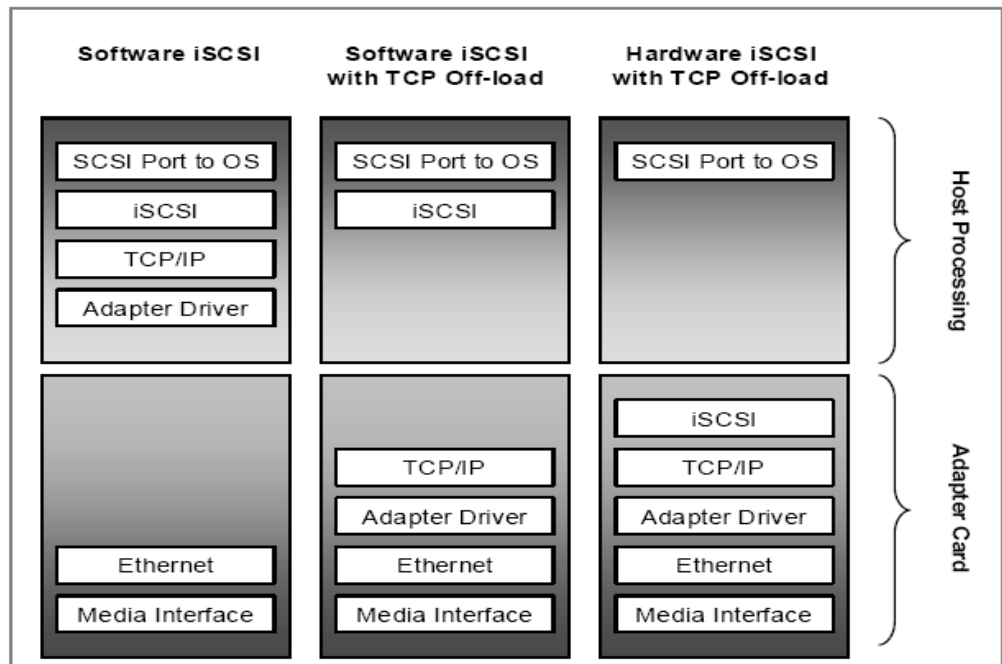 Software iSCSI
Software iSCSI
with TCP Off-load
Hardware iSCSI
with TCP Off-load
SCSI Port to OS
iSCSI
TCP/IP
Adapter Driver
SCSI Port to OS
iSCSI
SCSI Port to OS
Host Processing
Ethernet
Media Interface
TCP/IP
Adapter Driver
Ethernet
Media Interface
iSCSI
TCP/IP
Adapter Driver
Ethernet
Media Interface
Adapter Card